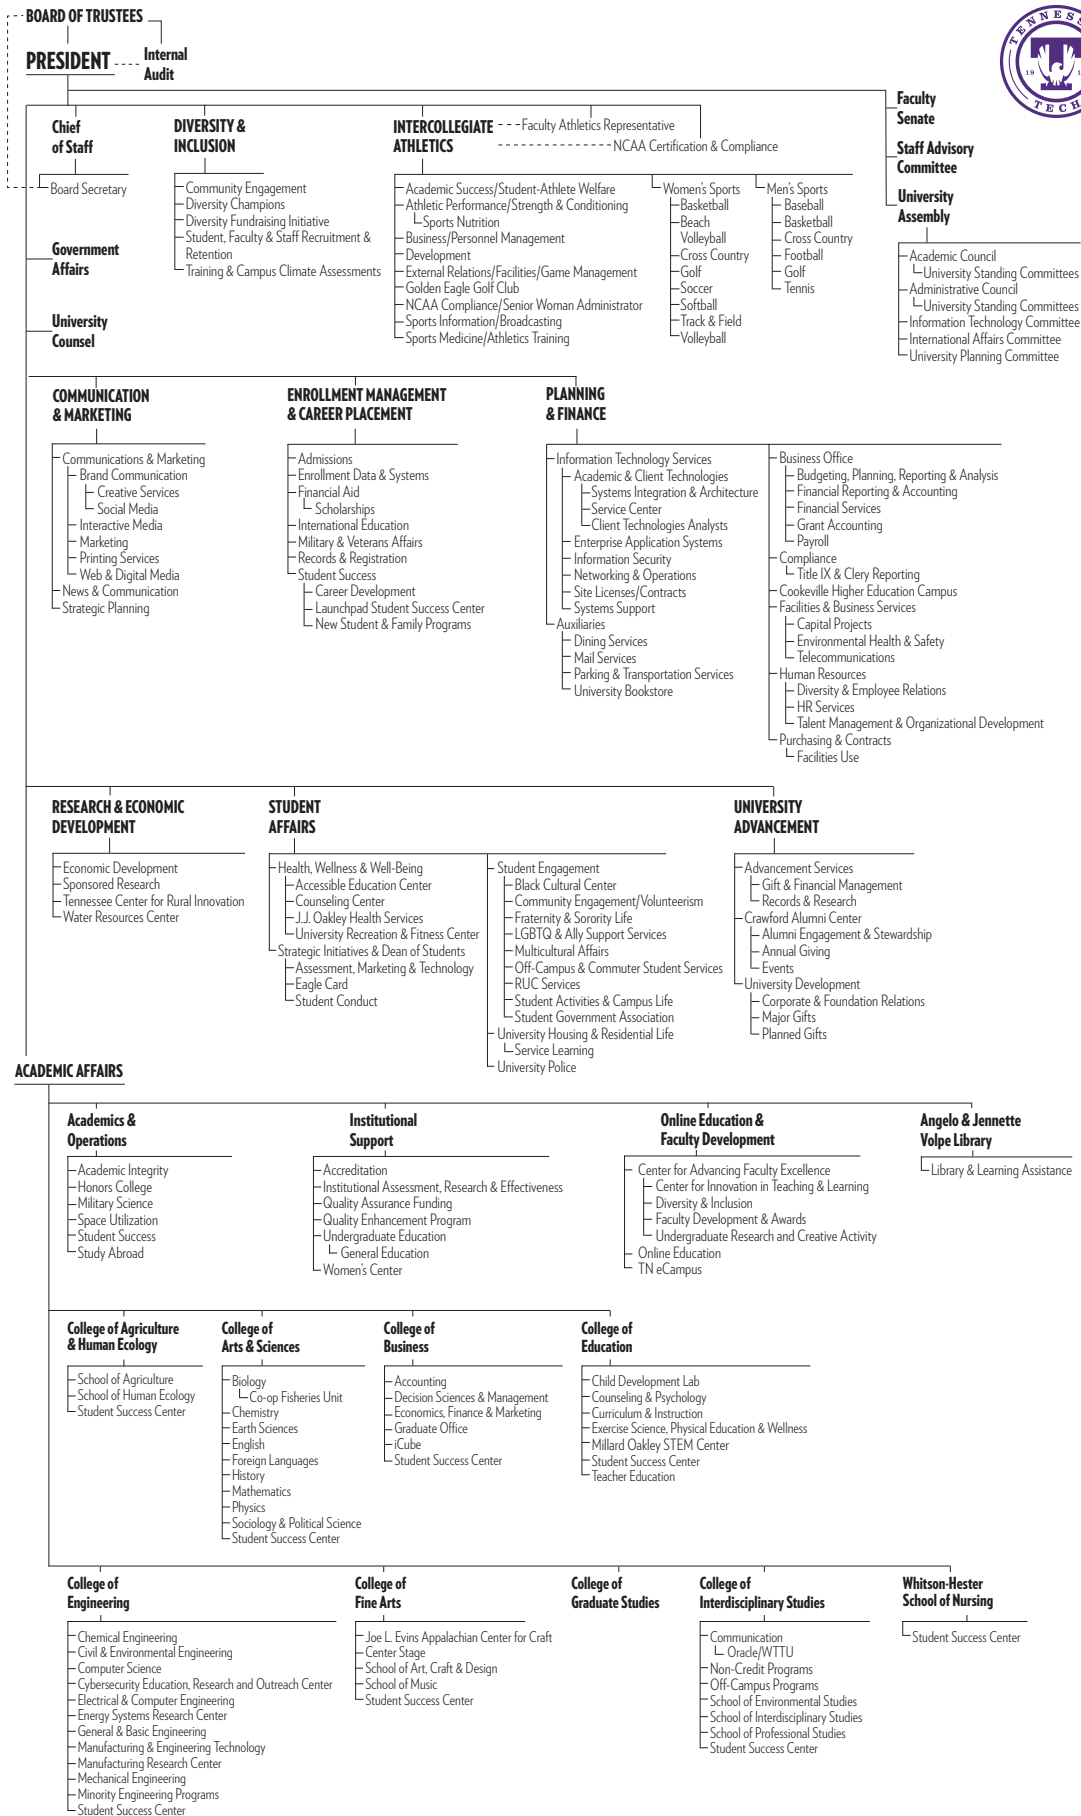 BOARD OF TRUSTEES
PRESIDENT
Internal
Audit
TENNESS
TECH
19
1
Chief
of Staff
Board Secretary
Government
Affairs
University
Counsel
DIVERSITY &
INCLUSION
Community Engagement
Diversity Champions
Diversity Fundraising Initiative
Student, Faculty & Staff Recruitment &
Retention
Training & Campus Climate Assessments
INTERCOLLEGIATE
ATHLETICS
Faculty Athletics Representative
NCAA Certification & Compliance
Academic Success/Student-Athlete Welfare
Athletic Performance/Strength & Conditioning
Sports Nutrition
Business/Personnel Management
Development
External Relations/Facilities/Game Management
Golden Eagle Golf Club
NCAA Compliance/Senior Woman Administrator
Sports Information/Broadcasting
Sports Medicine/Athletics Training
Women's Sports
Basketball
Beach
Volleyball
Cross Country
Golf
Soccer
Softball
Track & Field
Volleyball
Men's Sports
Baseball
Basketball
Cross Country
Football
Golf
Tennis
Faculty
Senate
Staff Advisory
Committee
University
Assembly
Academic Council
University Standing Committees
Administrative Council
University Standing Committees
Information Technology Committee
International Affairs Committee
University Planning Committee
COMMUNICATION
& MARKETING
Communications & Marketing
Brand Communication
Creative Services
Social Media
Interactive Media
Marketing
Printing Services
Web & Digital Media
News & Communication
Strategic Planning
ENROLLMENT MANAGEMENT
& CAREER PLACEMENT
Admissions
Enrollment Data & Systems
Financial Aid
Scholarships
International Education
Military & Veterans Affairs
Records & Registration
Student Success
Career Development
Launchpad Student Success Center
New Student & Family Programs
PLANNING
& FINANCE
Information Technology Services
Academic & Client Technologies
Systems Integration & Architecture
Service Center
Client Technologies Analysts
Enterprise Application Systems
Information Security
Networking & Operations
Site Licenses/Contracts
Systems Support
Auxiliaries
Dining Services
Mail Services
Parking & Transportation Services
University Bookstore
Business Office
Budgeting, Planning, Reporting & Analysis
Financial Reporting & Accounting
Financial Services
Grant Accounting
Payroll
Compliance
Title IX & Clery Reporting
Cookeville Higher Education Campus
Facilities & Business Services
Capital Projects
Environmental Health & Safety
Telecommunications
Human Resources
Diversity & Employee Relations
HR Services
Talent Management & Organizational Development
Purchasing & Contracts
Facilities Use
RESEARCH & ECONOMIC
DEVELOPMENT
Economic Development
Sponsored Research
Tennessee Center for Rural Innovation
Water Resources Center
STUDENT
AFFAIRS
Health, Wellness & Well-Being
Accessible Education Center
Counseling Center
J.J. Oakley Health Services
University Recreation & Fitness Center
Strategic Initiatives & Dean of Students
Assessment, Marketing & Technology
Eagle Card
Student Conduct
Student Engagement
Black Cultural Center
Community Engagement/Volunteerism
Fraternity & Sorority Life
LGBTQ & Ally Support Services
Multicultural Affairs
Off-Campus & Commuter Student Services
RUC Services
Student Activities & Campus Life
Student Government Association
University Housing & Residential Life
Service Learning
University Police
UNIVERSITY
ADVANCEMENT
Advancement Services
Gift & Financial Management
Records & Research
Crawford Alumni Center
Alumni Engagement & Stewardship
Annual Giving
Events
University Development
Corporate & Foundation Relations
Major Gifts
Planned Gifts
ACADEMIC AFFAIRS
Academics &
Operations
Academic Integrity
Honors College
Military Science
Space Utilization
Student Success
Study Abroad
Institutional
Support
Accreditation
Institutional Assessment, Research & Effectiveness
Quality Assurance Funding
Quality Enhancement Program
Undergraduate Education
General Education
Women's Center
Online Education &
Faculty Development
Center for Advancing Faculty Excellence
Center for Innovation in Teaching & Learning
Diversity & Inclusion
Faculty Development & Awards
Undergraduate Research and Creative Activity
Online Education
TN eCampus
Angelo & Jennette
Volpe Library
Library & Learning Assistance
College of Agriculture
& Human Ecology
School of Agriculture
School of Human Ecology
Student Success Center
College of
Arts & Sciences
Biology
Co-op Fisheries Unit
Chemistry
Earth Sciences
English
Foreign Languages
History
Mathematics
Physics
Sociology & Political Science
Student Success Center
College of
Business
Accounting
Decision Sciences & Management
Economics, Finance & Marketing
Graduate Office
iCube
Student Success Center
College of
Education
Child Development Lab
Counseling & Psychology
Curriculum & Instruction
Exercise Science, Physical Education & Wellness
Millard Oakley STEM Center
Student Success Center
Teacher Education
College of
Engineering
Chemical Engineering
Civil & Environmental Engineering
Computer Science
Cybersecurity Education, Research and Outreach Center
Electrical & Computer Engineering
Energy Systems Research Center
General & Basic Engineering
Manufacturing & Engineering Technology
Manufacturing Research Center
Mechanical Engineering
Minority Engineering Programs
Student Success Center
College of
Fine Arts
Joe L. Evins Appalachian Center for Craft
Center Stage
School of Art, Craft & Design
School of Music
Student Success Center
College of
Graduate Studies
College of
Interdisciplinary Studies
Communication
Oracle/WTTU
Non-Credit Programs
Off-Campus Programs
School of Environmental Studies
School of Interdisciplinary Studies
School of Professional Studies
Student Success Center
Whitson-Hester
School of Nursing
Student Success Center